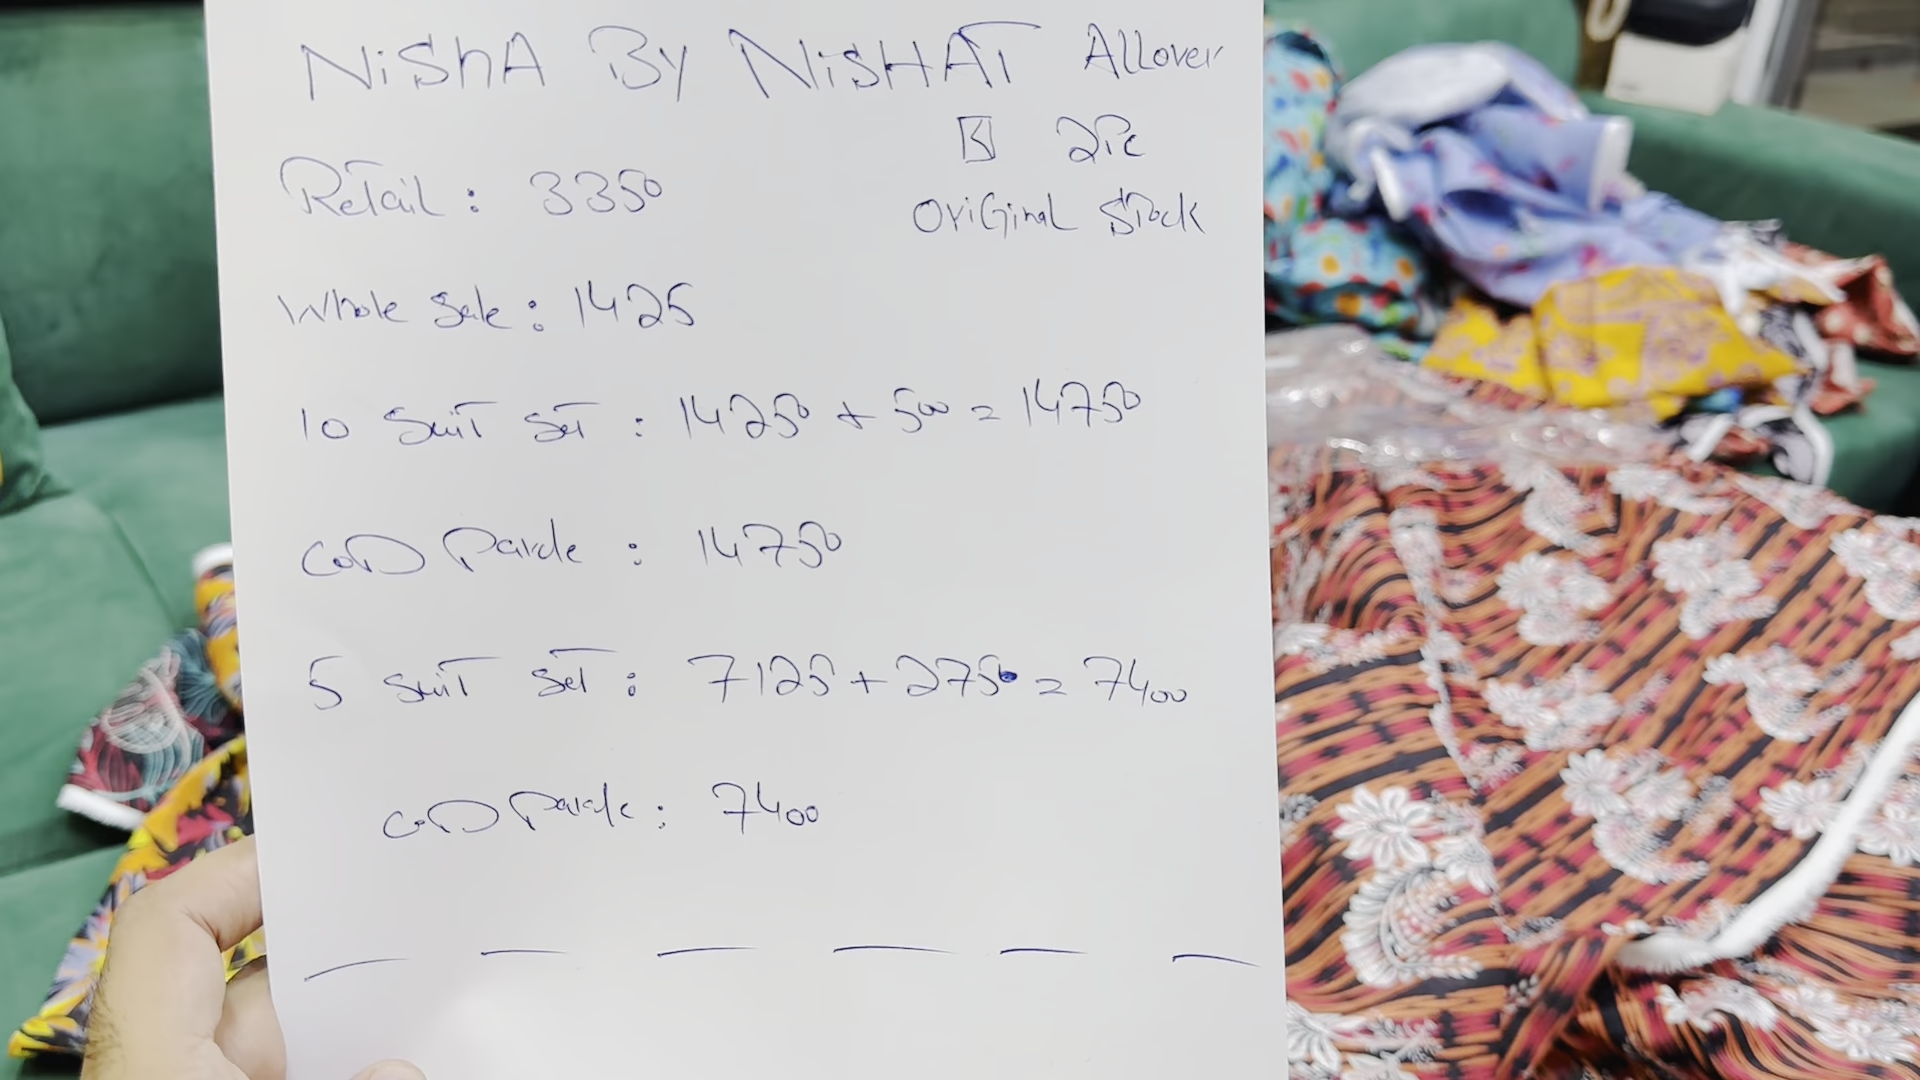 NiShA By NiSHAT Allover
2Pc
Retail : 3350
Original Stock
Whole Sale : 1425
10 Suit Set : 14250 + 500 = 14750
COD Parcle : 14750
5 Suit Set : 7125 + 275 = 7400
COD Parcle : 7400